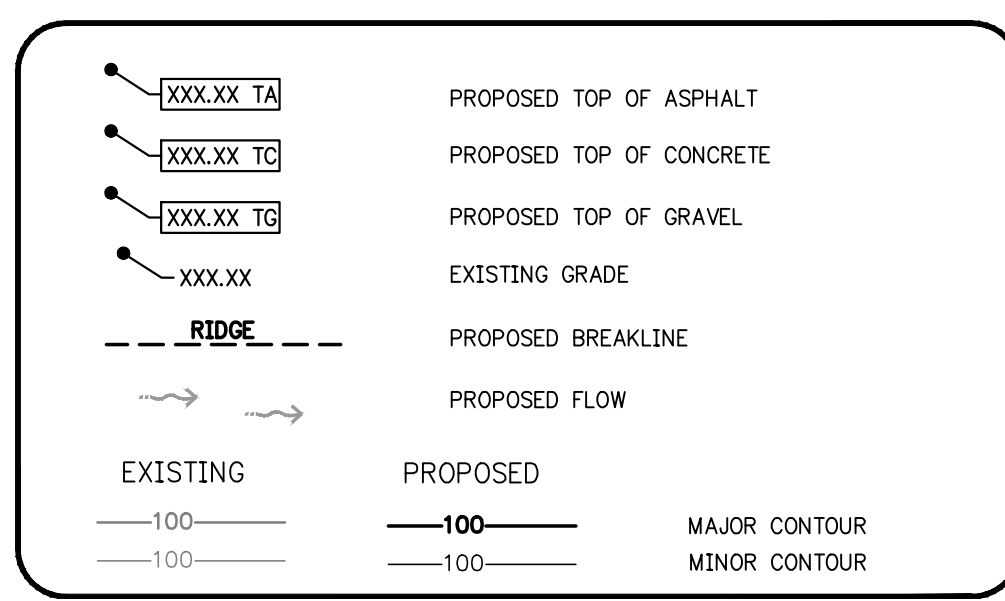 XXX.XX TA PROPOSED TOP OF ASPHALT
XXX.XX TC PROPOSED TOP OF CONCRETE
XXX.XX TG PROPOSED TOP OF GRAVEL
XXX.XX EXISTING GRADE
RIDGE PROPOSED BREAKLINE
PROPOSED FLOW
EXISTING PROPOSED
100 100 MAJOR CONTOUR
100 100 MINOR CONTOUR